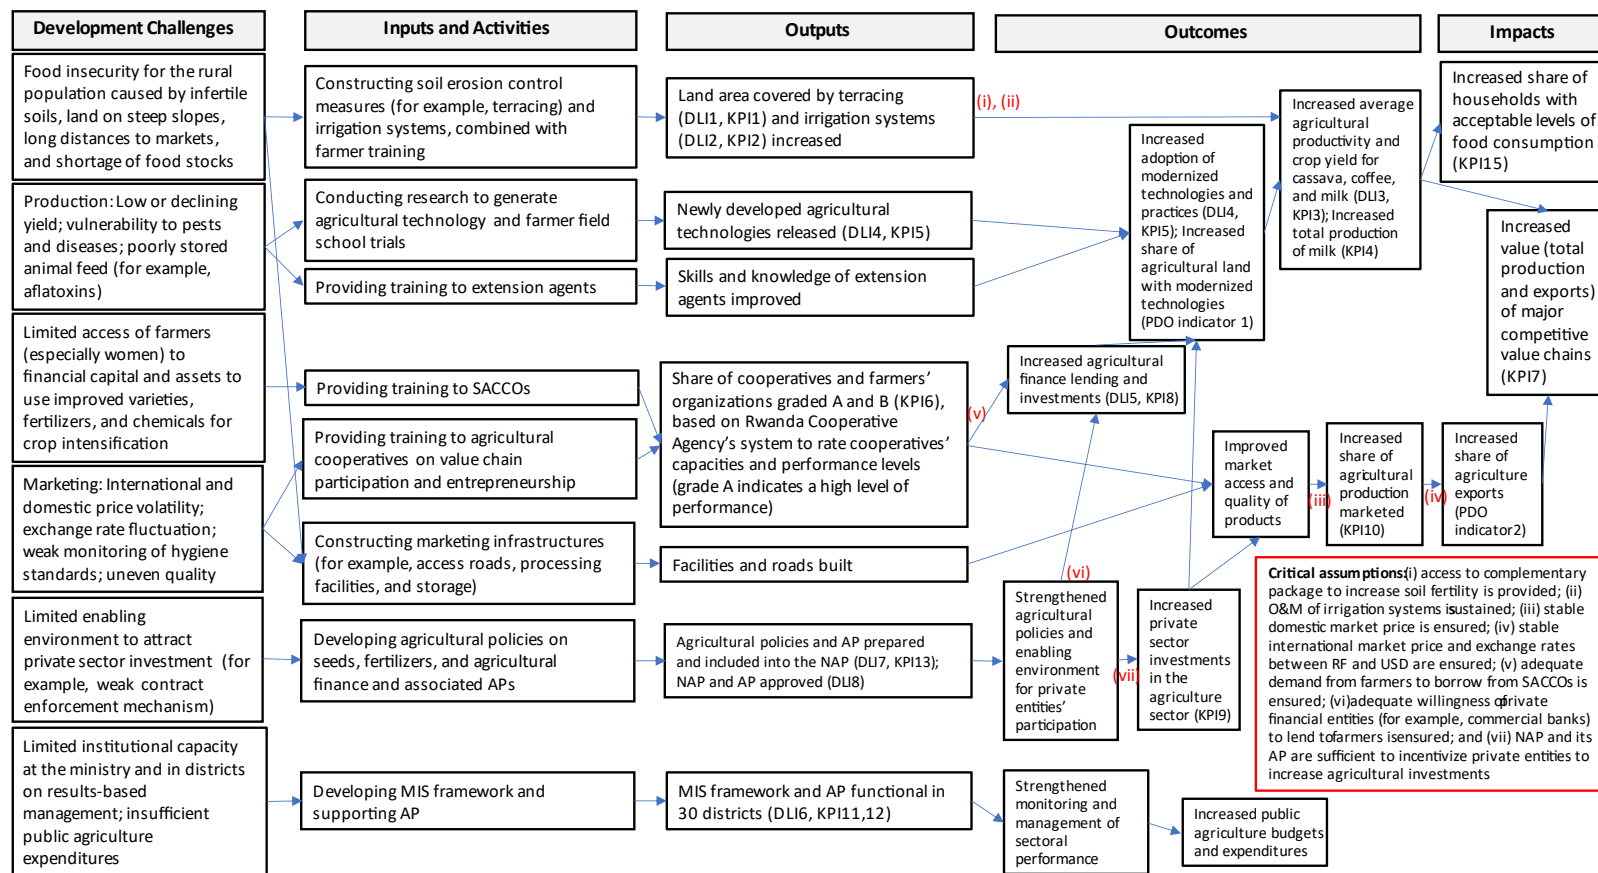 Development Challenges
Inputs and Activities
Outputs
Outcomes
Impacts
Food insecurity for the rural
population caused by infertile
soils, land on steep slopes,
long distances to markets,
and shortage of food stocks
Production: Low or declining
yield; vulnerability to pests
and diseases; poorly stored
animal feed (for example,
aflatoxins)
Limited access of farmers
(especially women) to
financial capital and assets to
use improved varieties,
fertilizers, and chemicals for
crop intensification
Marketing: International and
domestic price volatility;
exchange rate fluctuation;
weak monitoring of hygiene
standards; uneven quality
Limited enabling
environment to attract
private sector investment (for
example, weak contract
enforcement mechanism)
Limited institutional capacity
at the ministry and in districts
on results-based
management; insufficient
public agriculture
expenditures
Constructing soil erosion control
measures (for example, terracing) and
irrigation systems, combined with
farmer training
Conducting research to generate
agricultural technology and farmer field
school trials
Providing training to extension agents
Providing training to SACCOs
Providing training to agricultural
cooperatives on value chain
participation and entrepreneurship
Constructing marketing infrastructures
(for example, access roads, processing
facilities, and storage)
Developing agricultural policies on
seeds, fertilizers, and agricultural
finance and associated APs
Developing MIS framework and
supporting AP
Land area covered by terracing
(DLI1, KPI1) and irrigation systems
(DLI2, KPI2) increased
Newly developed agricultural
technologies released (DLI4, KPI5)
Skills and knowledge of extension
agents improved
Share of cooperatives and farmers'
organizations graded A and B (KPI6),
based on Rwanda Cooperative
Agency's system to rate cooperatives'
capacities and performance levels
(grade A indicates a high level of
performance)
Facilities and roads built
Agricultural policies and AP prepared
and included into the NAP (DLI7, KPI13);
NAP and AP approved (DLI8)
MIS framework and AP functional in
30 districts (DLI6, KPI11,12)
(i), (ii)
(v)
(vi)
(vii)
(iii)
(iv)
Increased agricultural
finance lending and
investments (DLI5, KPI8)
Strengthened
agricultural
policies and
enabling
environment
for private
entities'
participation
Strengthened
monitoring and
management of
sectoral
performance
Increased
adoption of
modernized
technologies and
practices (DLI4,
KPI5); Increased
share of
agricultural land
with modernized
technologies
(PDO indicator 1)
Increased
private
sector
investments
in the
agriculture
sector (KPI9)
Increased public
agriculture budgets
and expenditures
Increased average
agricultural
productivity and
crop yield for
cassava, coffee,
and milk (DLI3,
KPI3); Increased
total production
of milk (KPI4)
Improved
market
access and
quality of
products
Increased
share of
agricultural
production
marketed
(KPI10)
Increased
share of
agriculture
exports
(PDO
indicator2)
Increased share of
households with
acceptable levels of
food consumption
(KPI15)
Increased
value (total
production
and exports)
of major
competitive
value chains
(KPI7)
Critical assumptions:(i) access to complementary
package to increase soil fertility is provided; (ii)
O&M of irrigation systems is sustained; (iii) stable
domestic market price is ensured; (iv) stable
international market price and exchange rates
between RF and USD are ensured; (v) adequate
demand from farmers to borrow from SACCOs is
ensured; (vi)adequate willingness of private
financial entities (for example, commercial banks)
to lend tofarmers isensured; and (vii) NAP and its
AP are sufficient to incentivize private entities to
increase agricultural investments